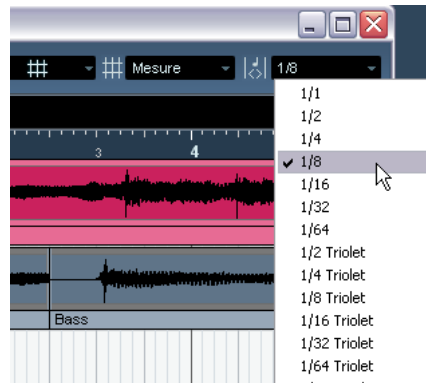 Mesure 1/8
1/1
1/2
1/4
1/8
1/16
1/32
1/64
1/2 Triolet
1/4 Triolet
1/8 Triolet
1/16 Triolet
1/32 Triolet
1/64 Triolet
3 4
Bass